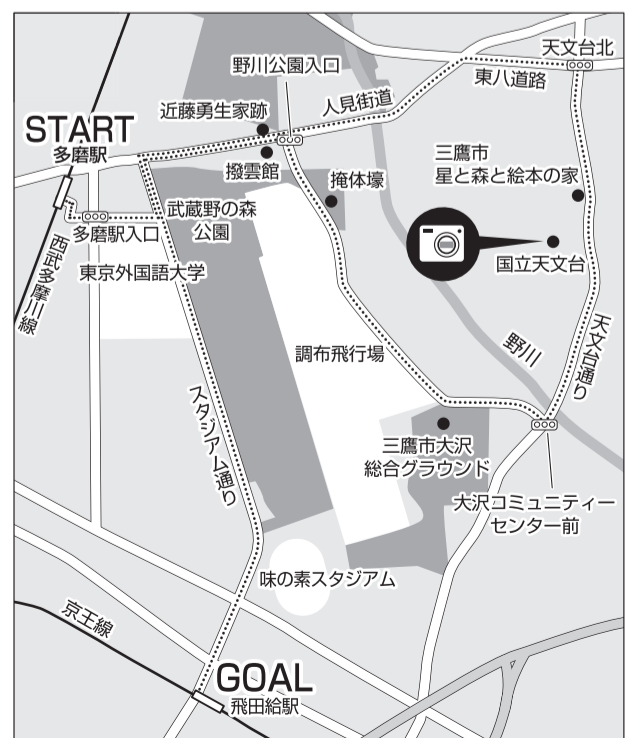 天文台北
野川公園入口
東八道路
人見街道
近藤勇生家跡
START
多磨駅
三鷹市
星と森と絵本の家
撥雲館
掩体壕
武蔵野の森
公園
多磨駅入口
国立天文台
東京外国語大学
西武多摩川線
天文台通り
野川
調布飛行場
スタジアム通り
三鷹市大沢
総合グラウンド
大沢コミュニティー
センター前
味の素スタジアム
京王線
GOAL
飛田給駅